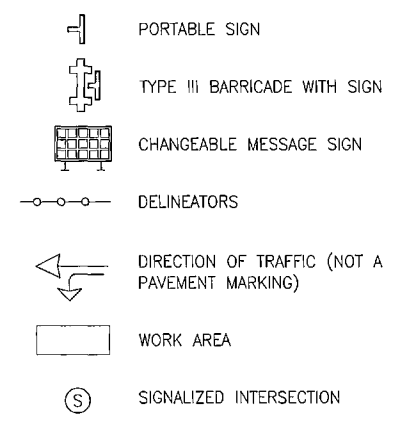 PORTABLE SIGN
TYPE III BARRICADE WITH SIGN
CHANGEABLE MESSAGE SIGN
DELINEATORS
DIRECTION OF TRAFFIC (NOT A
PAVEMENT MARKING)
WORK AREA
S SIGNALIZED INTERSECTION